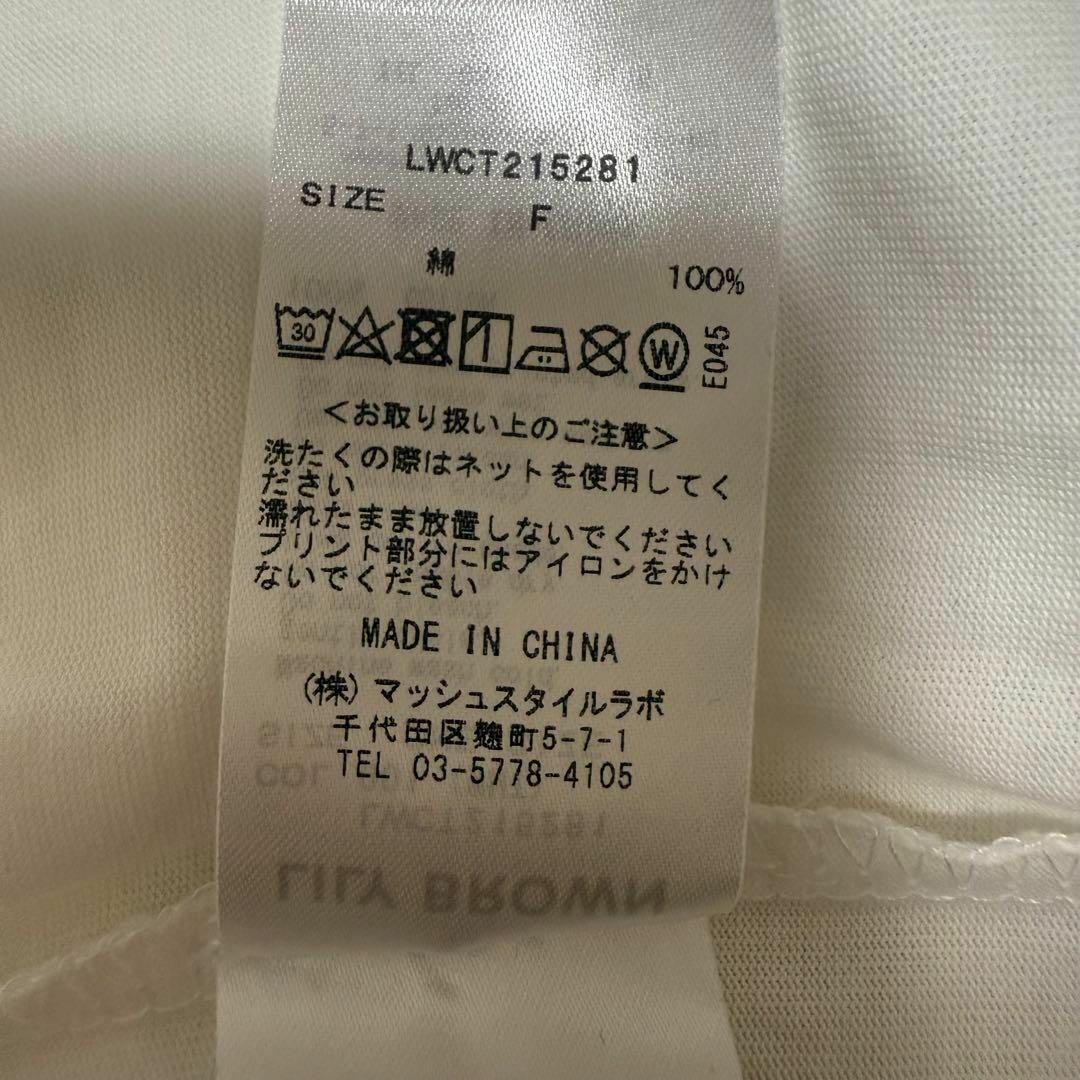 LWCT215281
SIZE F
綿 100%
30 W E045
<お取り扱い上のご注意>
洗たくの際はネットを使用してく
ださい
濡れたまま放置しないでください
プリント部分にはアイロンをかけ
ないでください
MADE IN CHINA
(株)マッシュスタイルラボ
千代田区麹町5-7-1
TEL 03-5778-4105
LWCT215281
LILY BROWN